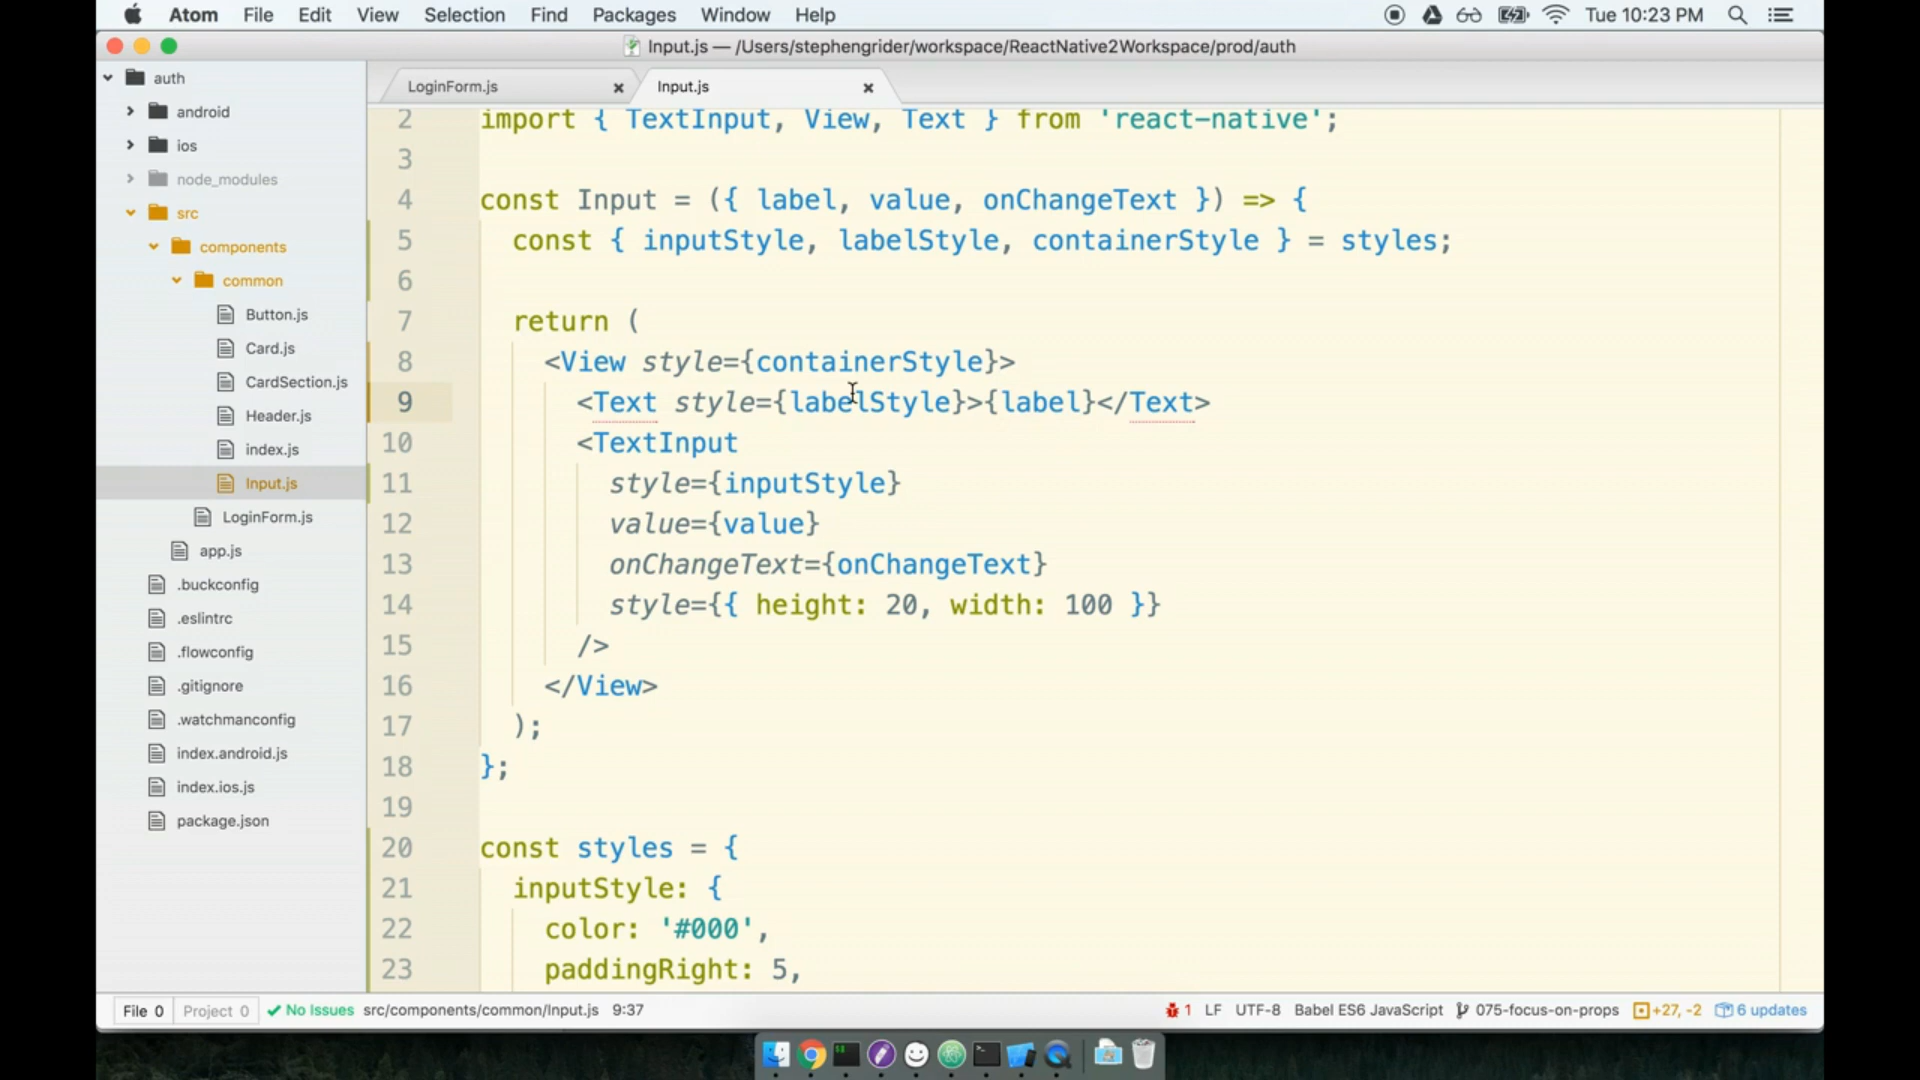 Atom File Edit View Selection Find Packages Window Help Tue 10:23 PM
Input.js — /Users/stephengrider/workspace/ReactNative2Workspace/prod/auth
auth
android
ios
node_modules
src
components
common
Button.js
Card.js
CardSection.js
Header.js
index.js
Input.js
LoginForm.js
app.js
.buckconfig
.eslintrc
.flowconfig
.gitignore
.watchmanconfig
index.android.js
index.ios.js
package.json
LoginForm.js Input.js
2 import { TextInput, View, Text } from 'react-native';
3
4 const Input = ({ label, value, onChangeText }) => {
5 const { inputStyle, labelStyle, containerStyle } = styles;
6
7 return (
8 <View style={containerStyle}>
9 <Text style={labelStyle}>{label}</Text>
10 <TextInput
11 style={inputStyle}
12 value={value}
13 onChangeText={onChangeText}
14 style={{ height: 20, width: 100 }}
15 />
16 </View>
17 );
18 };
19
20 const styles = {
21 inputStyle: {
22 color: '#000',
23 paddingRight: 5,
File 0 Project 0 No Issues src/components/common/Input.js 9:37 1 LF UTF-8 Babel ES6 JavaScript 075-focus-on-props +27, -2 6 updates